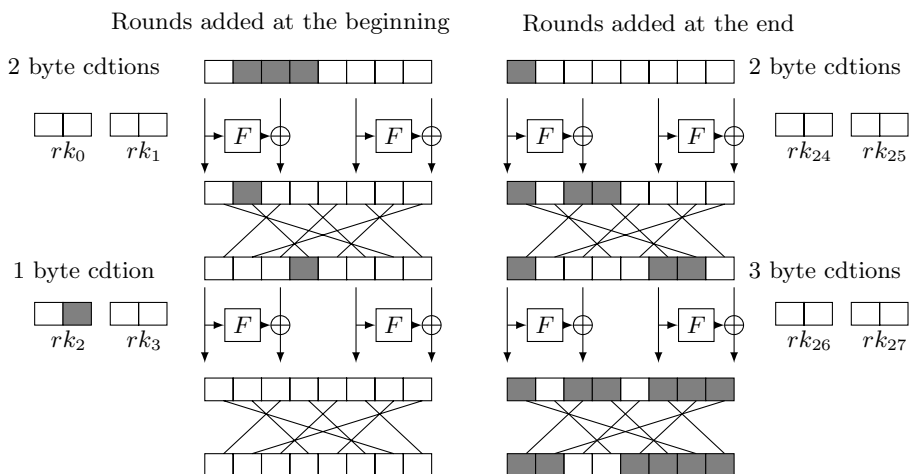 Rounds added at the beginning Rounds added at the end
2 byte cdtions 2 byte cdtions
F F F F
rk₀ rk₁ rk₂₄ rk₂₅
1 byte cdtion 3 byte cdtions
F F F F
rk₂ rk₃ rk₂₆ rk₂₇